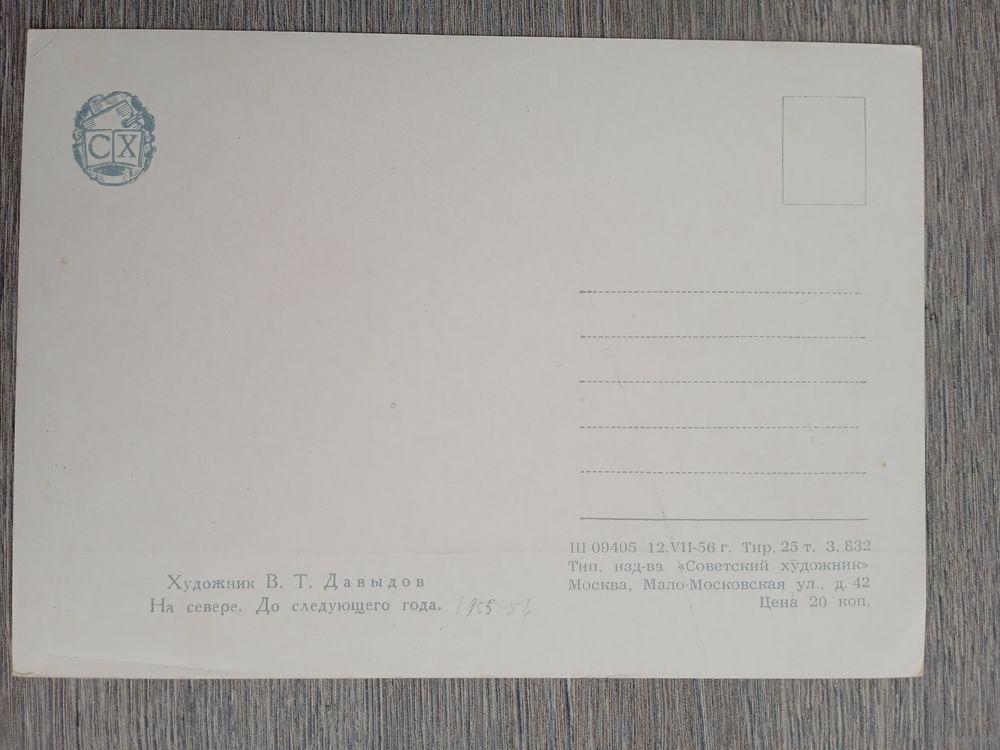 СХ
Художник В. Т. Давыдов
На севере. До следующего года. 1955-56
Ш 09405 12.VII-56 г. Тир. 25 т. З. 832
Тип. изд-ва «Советский художник»
Москва, Мало-Московская ул., д. 42
Цена 20 коп.